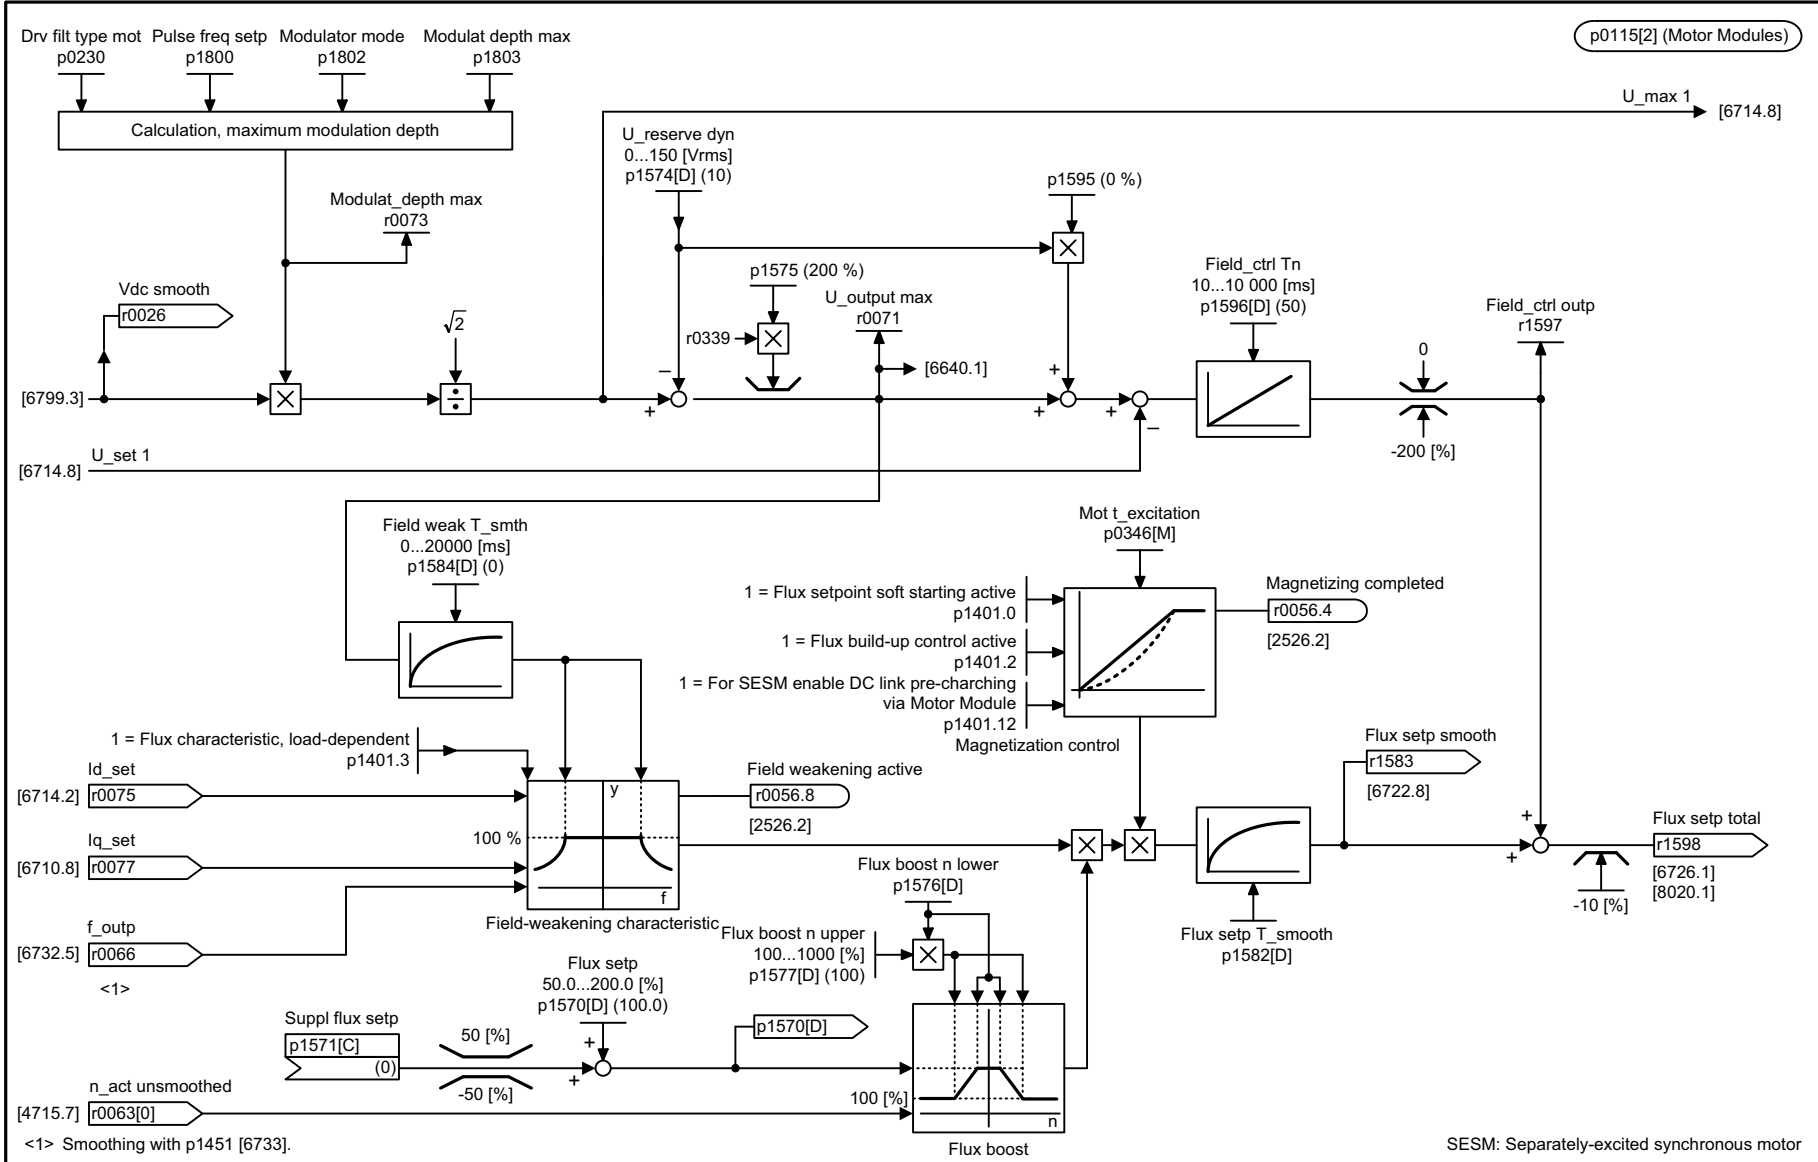 Drv filt type mot
p0230
Pulse freq setp
p1800
Modulator mode
p1802
Modulat depth max
p1803
p0115[2] (Motor Modules)
Calculation, maximum modulation depth
U_max 1
[6714.8]
U_reserve dyn
0...150 [Vrms]
p1574[D] (10)
p1595 (0 %)
Modulat_depth max
r0073
Vdc smooth
r0026
√2
p1575 (200 %)
r0339
U_output max
r0071
[6640.1]
Field_ctrl Tn
10...10 000 [ms]
p1596[D] (50)
Field_ctrl outp
r1597
0
-200 [%]
[6799.3]
×
÷
–
+
×
×
+
+
+
–
[6714.8]
U_set 1
Field weak T_smth
0...20000 [ms]
p1584[D] (0)
Mot t_excitation
p0346[M]
1 = Flux setpoint soft starting active
p1401.0
1 = Flux build-up control active
p1401.2
1 = For SESM enable DC link pre-charching
via Motor Module
p1401.12
Magnetization control
Magnetizing completed
r0056.4
[2526.2]
1 = Flux characteristic, load-dependent
p1401.3
Id_set
[6714.2]
r0075
Iq_set
[6710.8]
r0077
f_outp
[6732.5]
r0066
<1>
y
100 %
f
Field-weakening characteristic
Field weakening active
r0056.8
[2526.2]
×
×
Flux setp smooth
r1583
[6722.8]
Flux setp T_smooth
p1582[D]
+
+
Flux setp total
r1598
[6726.1]
[8020.1]
-10 [%]
Flux boost n lower
p1576[D]
Flux boost n upper
100...1000 [%]
p1577[D] (100)
×
Flux setp
50.0...200.0 [%]
p1570[D] (100.0)
Suppl flux setp
p1571[C]
(0)
50 [%]
-50 [%]
+
+
p1570[D]
n_act unsmoothed
[4715.7]
r0063[0]
100 [%]
n
Flux boost
<1> Smoothing with p1451 [6733].
SESM: Separately-excited synchronous motor